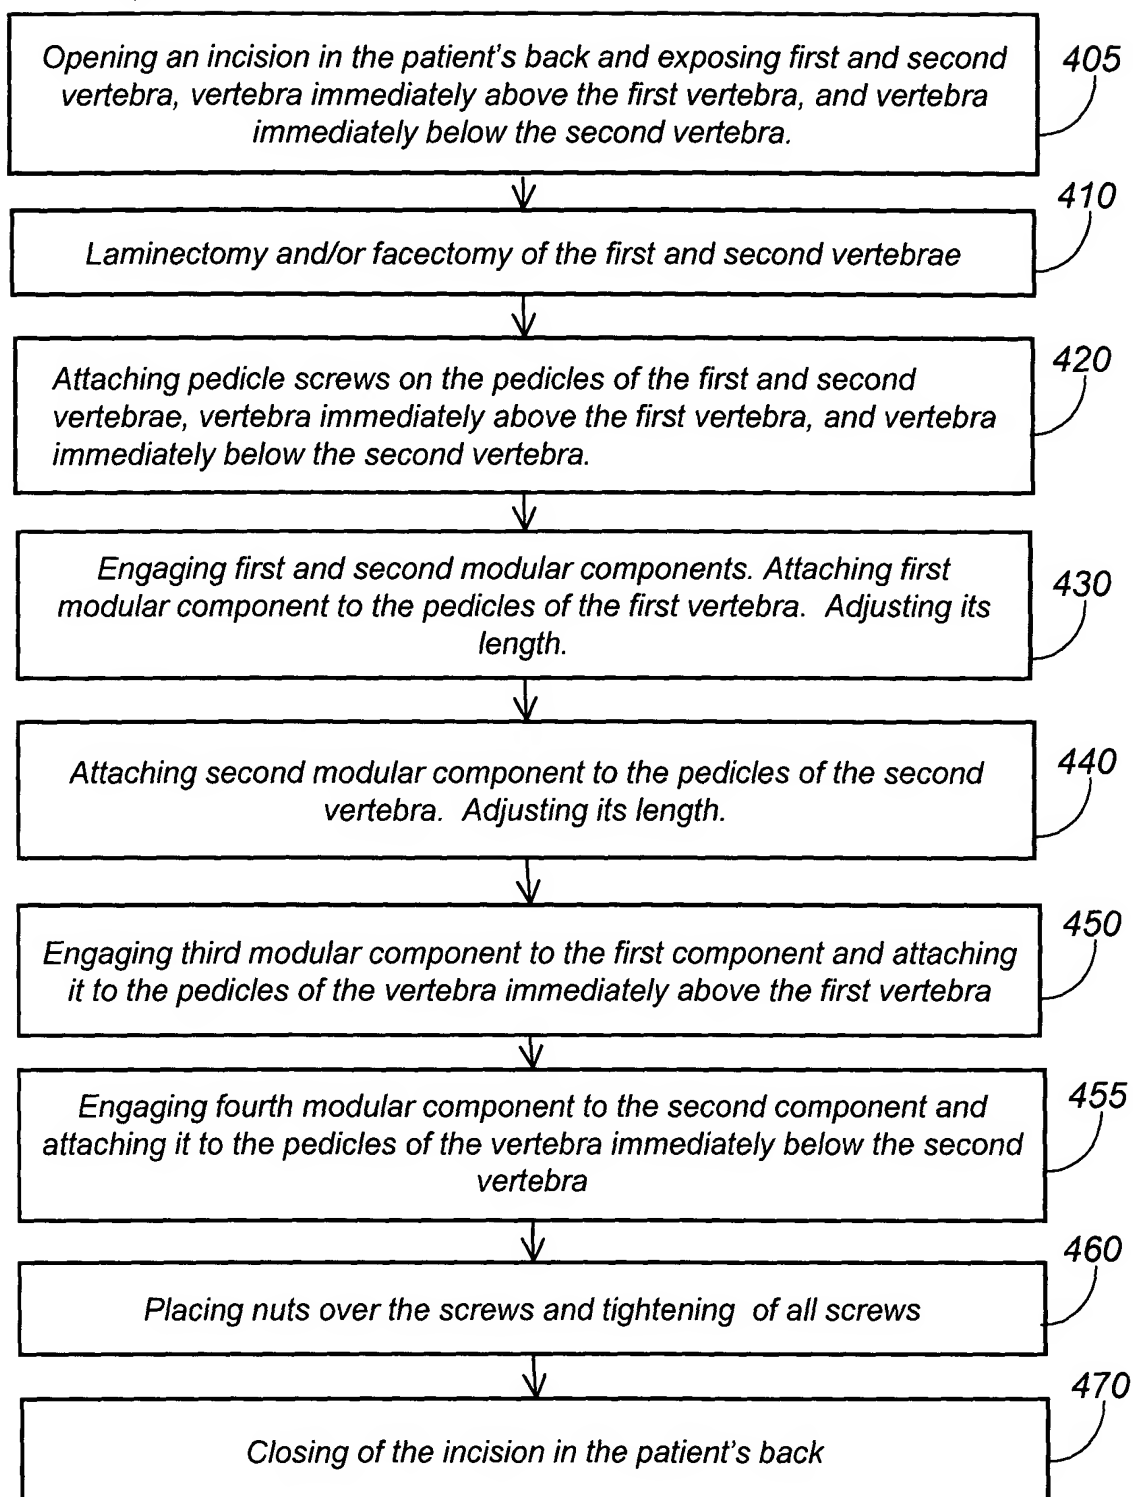 Opening an incision in the patient's back and exposing first and second
vertebra, vertebra immediately above the first vertebra, and vertebra
immediately below the second vertebra.
405
Laminectomy and/or facectomy of the first and second vertebrae
410
Attaching pedicle screws on the pedicles of the first and second
vertebrae, vertebra immediately above the first vertebra, and vertebra
immediately below the second vertebra.
420
Engaging first and second modular components. Attaching first
modular component to the pedicles of the first vertebra.  Adjusting its
length.
430
Attaching second modular component to the pedicles of the second
vertebra.  Adjusting its length.
440
Engaging third modular component to the first component and attaching
it to the pedicles of the vertebra immediately above the first vertebra
450
Engaging fourth modular component to the second component and
attaching it to the pedicles of the vertebra immediately below the second
vertebra
455
Placing nuts over the screws and tightening  of all screws
460
Closing of the incision in the patient's back
470